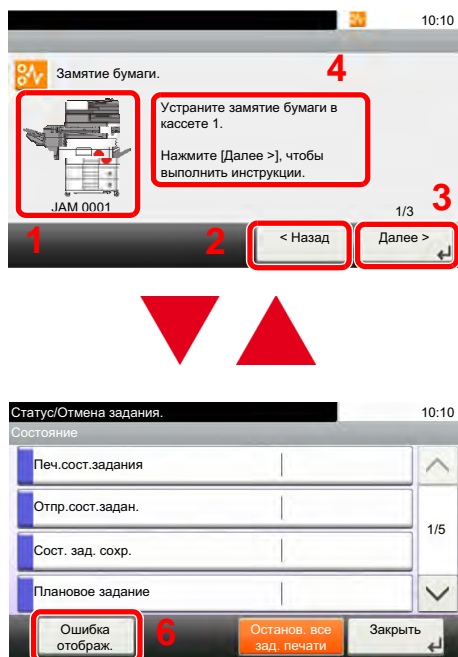 10:10
Замятие бумаги.
4
Устраните замятие бумаги в
кассете 1.
Нажмите [Далее >], чтобы
выполнить инструкции.
JAM 0001
1/3
3
1
2
< Назад
Далее >
Статус/Отмена задания.
10:10
Состояние
Печ.сост.задания
Отпр.сост.задан.
1/5
Сост. зад. сохр.
Плановое задание
Ошибка
отображ.
6
Останов. все
зад. печати
Закрыть